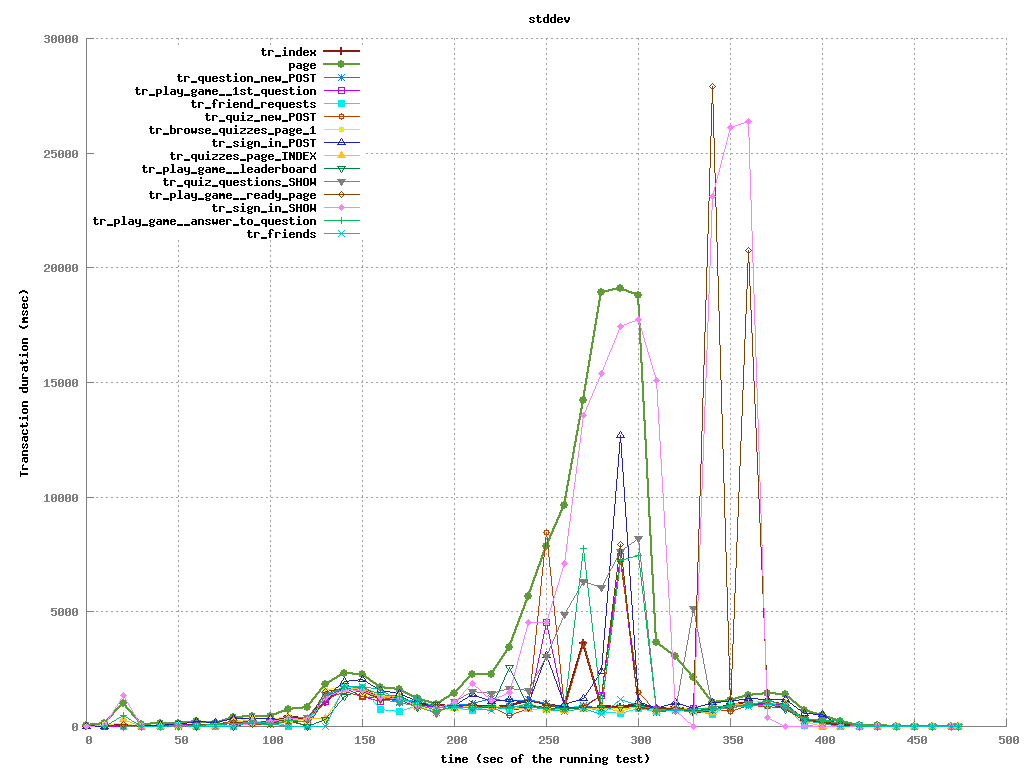 stddev
30000
25000
20000
15000
10000
5000
0
Transaction duration (msec)
tr_index
page
tr_question_new_POST
tr_play_game__1st_question
tr_friend_requests
tr_quiz_new_POST
tr_browse_quizzes_page_1
tr_sign_in_POST
tr_quizzes_page_INDEX
tr_play_game__leaderboard
tr_quiz_questions_SHOW
tr_play_game__ready_page
tr_sign_in_SHOW
tr_play_game__answer_to_question
tr_friends
0 50 100 150 200 250 300 350 400 450 500
time (sec of the running test)